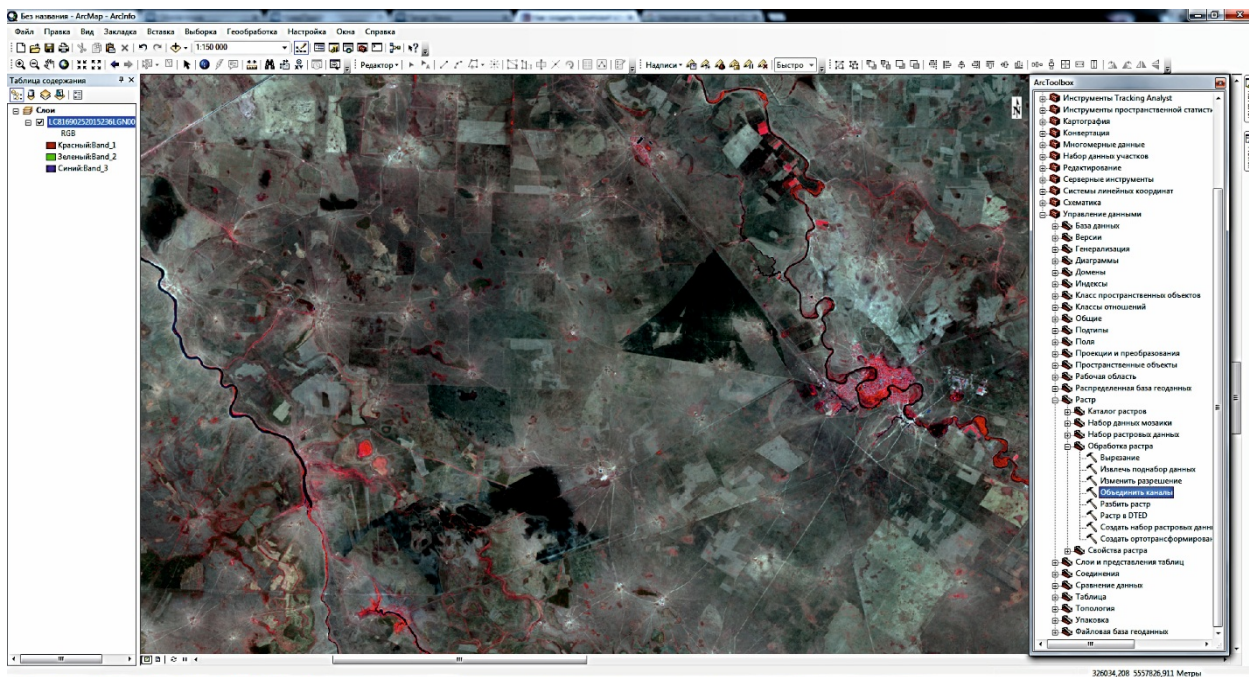 Без названия - ArcMap - ArcInfo
Файл Правка Вид Закладка Вставка Выборка Геообработка Настройка Окна Справка
1:150 000
Редактор Надписи Быстро
Таблица содержания
Слои
LC81690252015236LGN00
RGB
Красный:Band_1
Зеленый:Band_2
Синий:Band_3
N
ArcToolbox
Инструменты Tracking Analyst
Инструменты пространственной статисти
Картография
Конвертация
Многомерные данные
Набор данных участков
Редактирование
Серверные инструменты
Системы линейных координат
Схематика
Управление данными
База данных
Версии
Генерализация
Диаграммы
Домены
Индексы
Класс пространственных объектов
Классы отношений
Общие
Подтипы
Поля
Проекции и преобразования
Пространственные объекты
Рабочая область
Распределенная база геоданных
Растр
Каталог растров
Набор данных мозаики
Набор растровых данных
Обработка растра
Вырезание
Извлечь поднабор данных
Изменить разрешение
Объединить каналы
Разбить растр
Растр в DTED
Создать набор растровых данн
Создать ортотрансформирован
Свойства растра
Слои и представления таблиц
Соединения
Сравнение данных
Таблица
Топология
Упаковка
Файловая база геоданных
326034,208 5557826,911 Метры